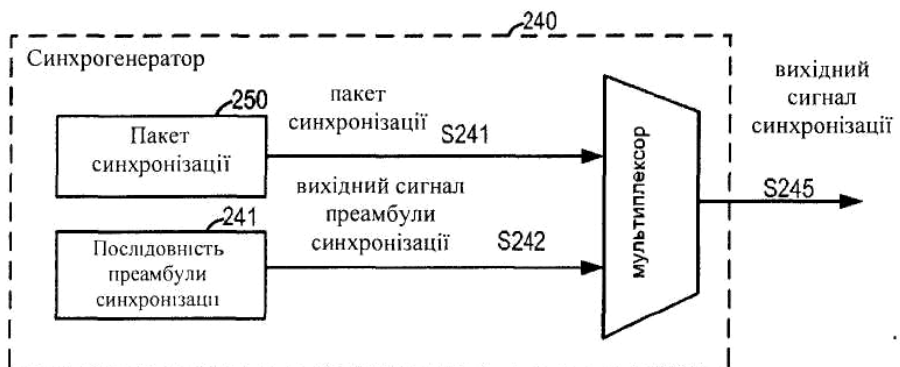 240
Синхрогенератор
250
Пакет
синхронізації
пакет
синхронізації
S241
241
Послідовність
преамбули
синхронізації
вихідний сигнал
преамбули
синхронізації
S242
мультиплексор
вихідний
сигнал
синхронізації
S245